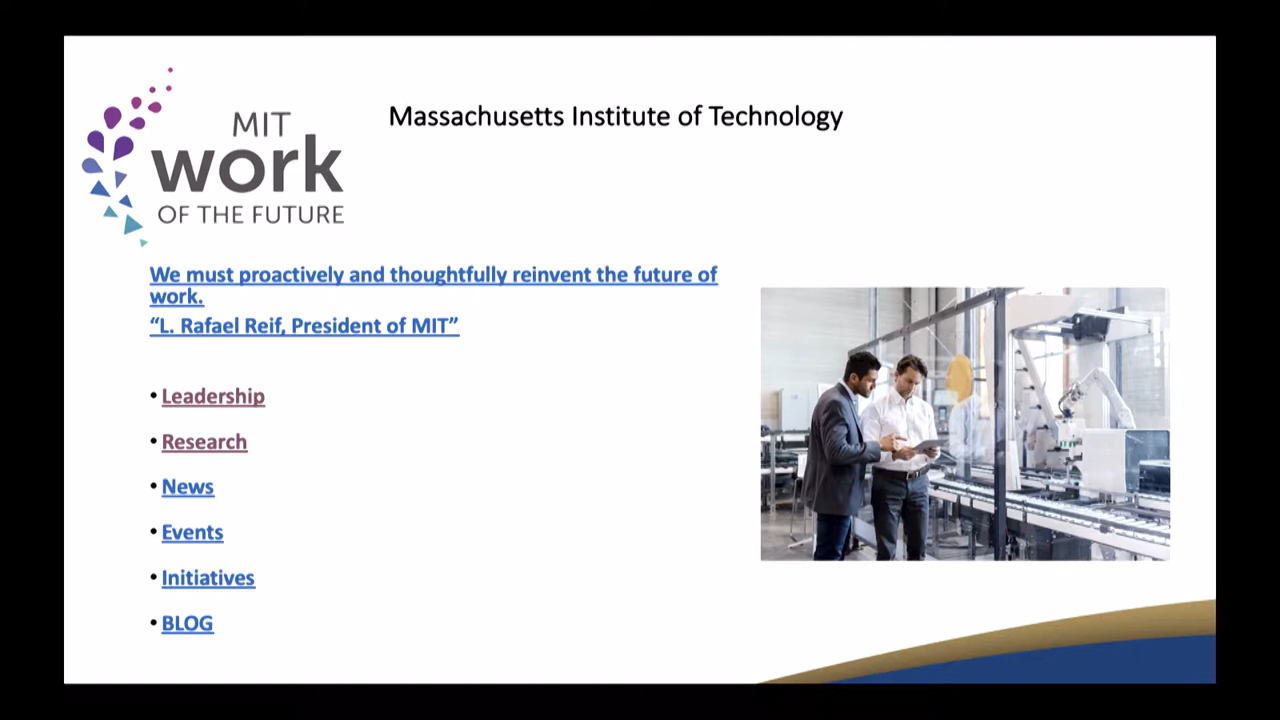 MIT
work
OF THE FUTURE
Massachusetts Institute of Technology
We must proactively and thoughtfully reinvent the future of
work.
“L. Rafael Reif, President of MIT”
• Leadership
• Research
• News
• Events
• Initiatives
• BLOG